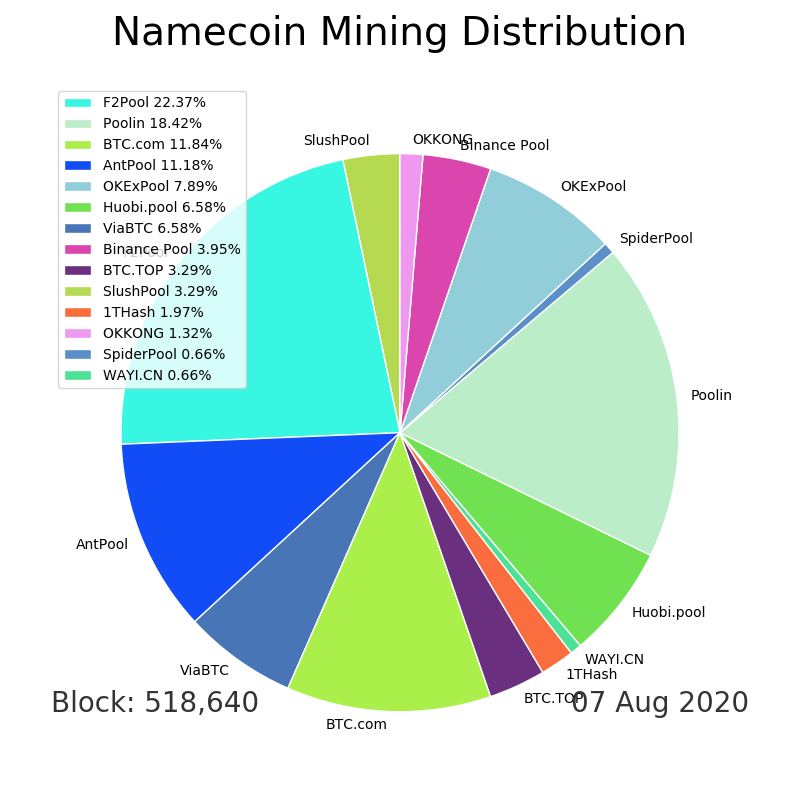 Namecoin Mining Distribution
F2Pool 22.37%
Poolin 18.42%
BTC.com 11.84%
AntPool 11.18%
OKExPool 7.89%
Huobi.pool 6.58%
ViaBTC 6.58%
Binance Pool 3.95%
BTC.TOP 3.29%
SlushPool 3.29%
1THash 1.97%
OKKONG 1.32%
SpiderPool 0.66%
WAYI.CN 0.66%
SlushPool
OKKONG
Binance Pool
OKExPool
SpiderPool
F2Pool
Poolin
AntPool
Huobi.pool
WAYI.CN
ViaBTC
1THash
BTC.TOP
BTC.com
Block: 518,640
07 Aug 2020